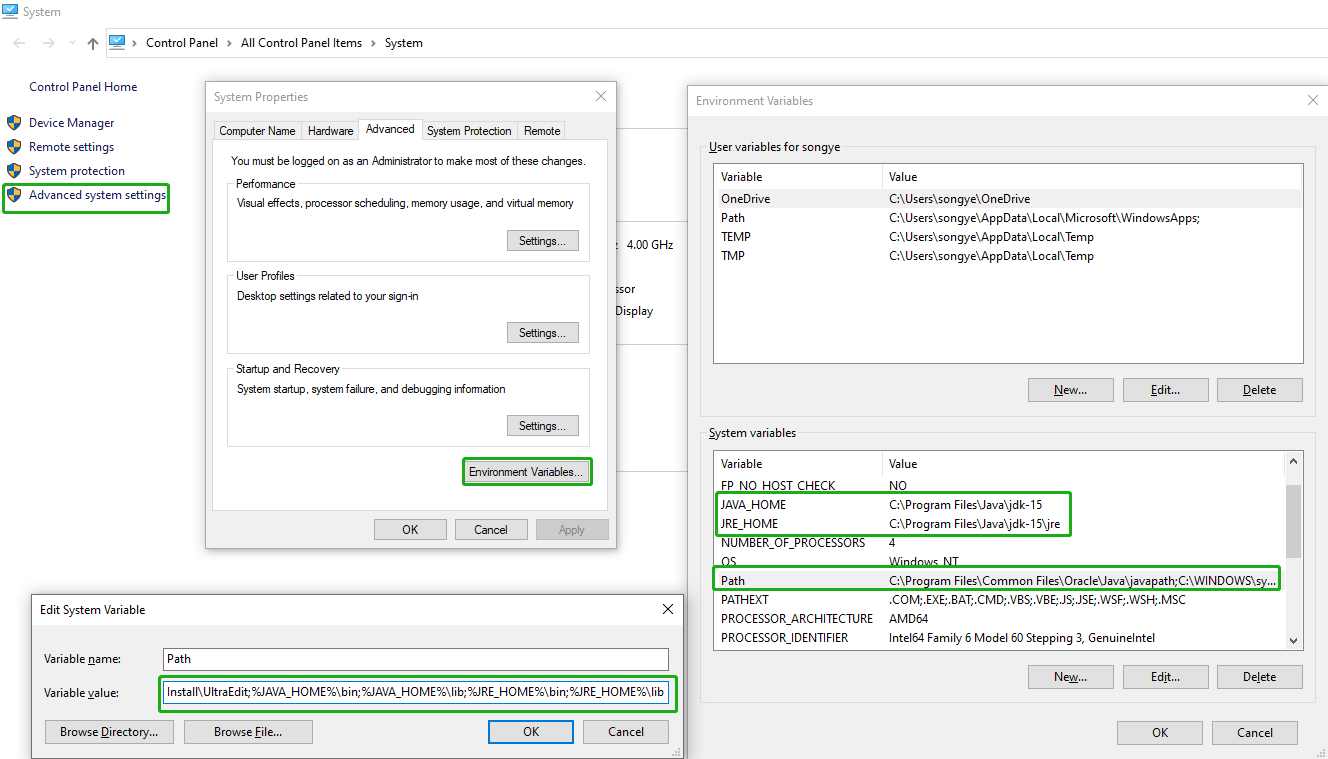 System
Control Panel › All Control Panel Items › System
Control Panel Home
Device Manager
Remote settings
System protection
Advanced system settings
System Properties
Computer Name Hardware Advanced System Protection Remote
You must be logged on as an Administrator to make most of these changes.
Performance
Visual effects, processor scheduling, memory usage, and virtual memory
Settings...
User Profiles
Desktop settings related to your sign-in
Settings...
Startup and Recovery
System startup, system failure, and debugging information
Settings...
Environment Variables...
OK Cancel Apply
4.00 GHz
ssor
Display
Environment Variables
User variables for songye
Variable Value
OneDrive C:\Users\songye\OneDrive
Path C:\Users\songye\AppData\Local\Microsoft\WindowsApps;
TEMP C:\Users\songye\AppData\Local\Temp
TMP C:\Users\songye\AppData\Local\Temp
New... Edit... Delete
System variables
Variable Value
FP_NO_HOST_CHECK NO
JAVA_HOME C:\Program Files\Java\jdk-15
JRE_HOME C:\Program Files\Java\jdk-15\jre
NUMBER_OF_PROCESSORS 4
OS Windows_NT
Path C:\Program Files\Common Files\Oracle\Java\javapath;C:\WINDOWS\sy...
PATHEXT .COM;.EXE;.BAT;.CMD;.VBS;.VBE;.JS;.JSE;.WSF;.WSH;.MSC
PROCESSOR_ARCHITECTURE AMD64
PROCESSOR_IDENTIFIER Intel64 Family 6 Model 60 Stepping 3, GenuineIntel
New... Edit... Delete
OK Cancel
Edit System Variable
Variable name: Path
Variable value: Install\UltraEdit;%JAVA_HOME%\bin;%JAVA_HOME%\lib;%JRE_HOME%\bin;%JRE_HOME%\lib
Browse Directory... Browse File... OK Cancel